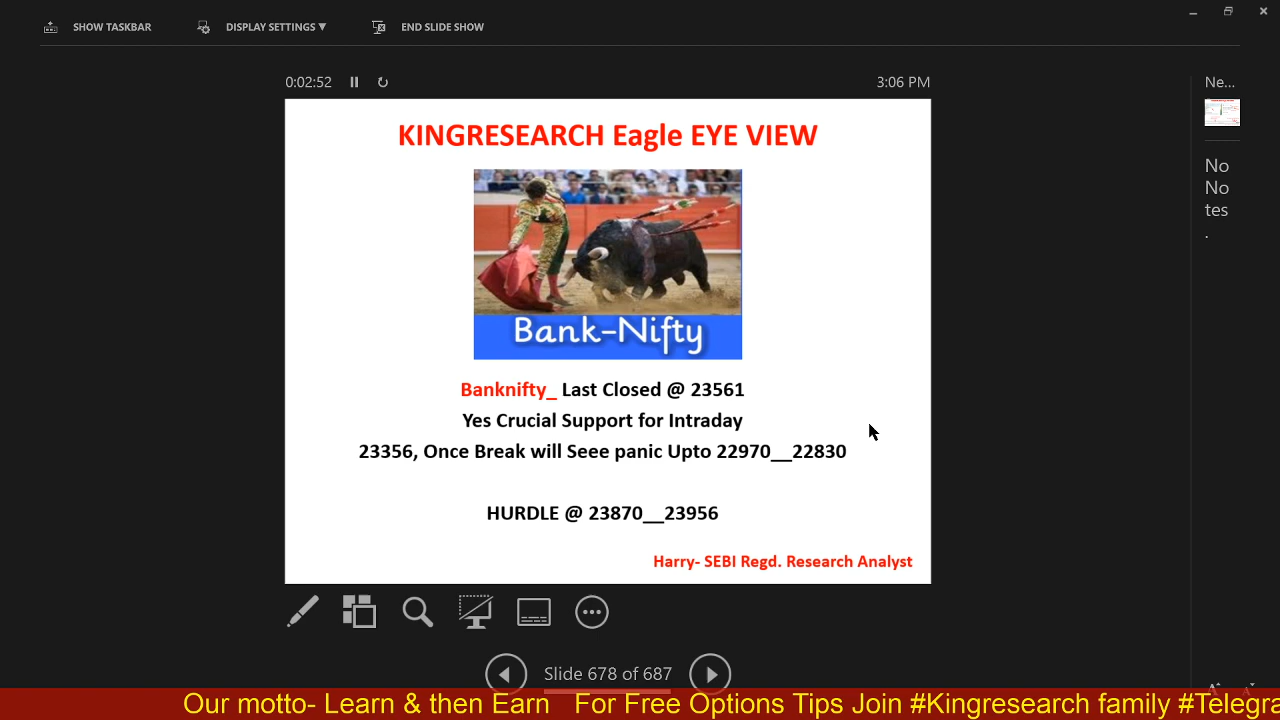 SHOW TASKBAR DISPLAY SETTINGS ▼ END SLIDE SHOW
0:02:52 3:06 PM Ne...
KINGRESEARCH Eagle EYE VIEW
No
No
tes
.
Bank-Nifty
Banknifty_ Last Closed @ 23561
Yes Crucial Support for Intraday
23356, Once Break will Seee panic Upto 22970__22830
HURDLE @ 23870__23956
Harry- SEBI Regd. Research Analyst
Slide 678 of 687
Our motto- Learn & then Earn For Free Options Tips Join #Kingresearch family #Telegra